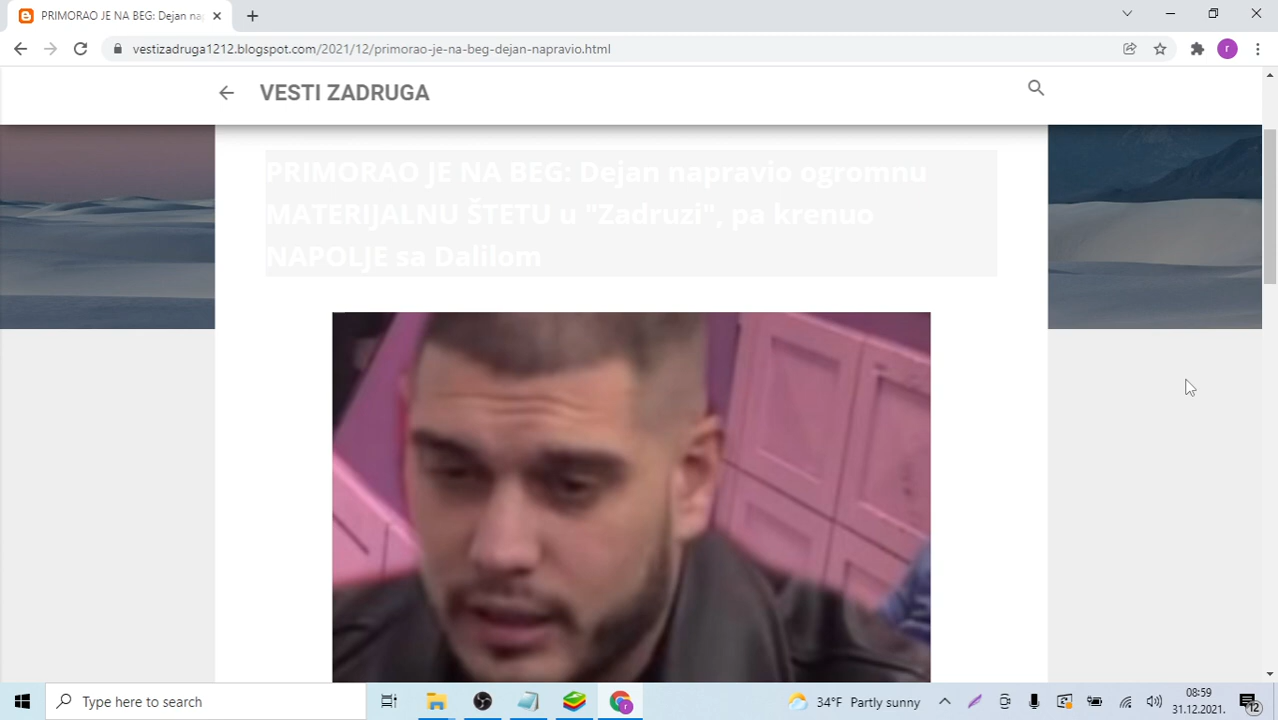 PRIMORAO JE NA BEG: Dejan na
vestizadruga1212.blogspot.com/2021/12/primorao-je-na-beg-dejan-napravio.html
r
VESTI ZADRUGA
PRIMORAO JE NA BEG: Dejan napravio ogromnu
MATERIJALNU ŠTETU u "Zadruzi", pa krenuo
NAPOLJE sa Dalilom
Type here to search
r
34°F Partly sunny
08:59
31.12.2021.
12